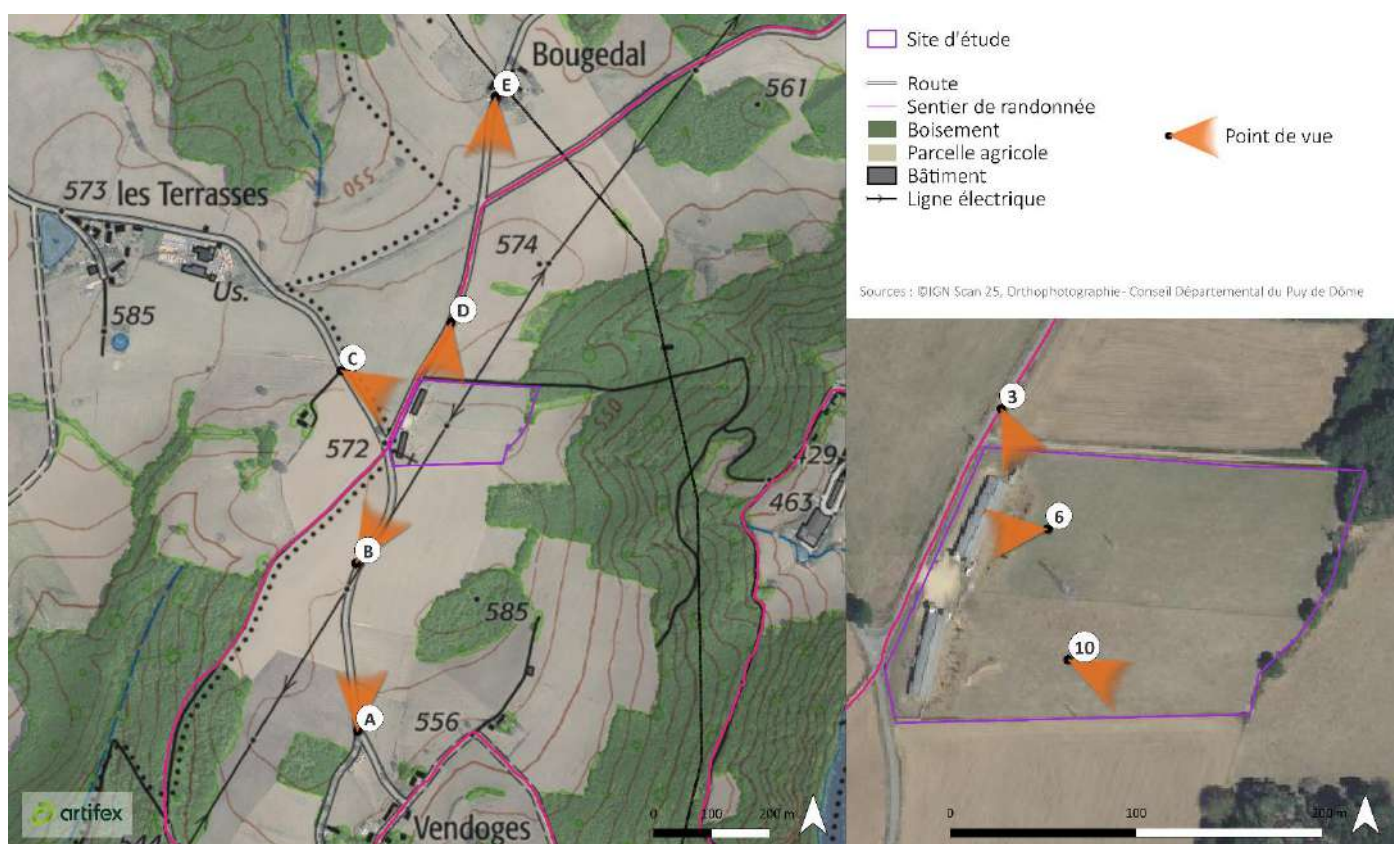 Bougedal
E
561
550
573
les Terrasses
574
Us.
585
D
C
550
572
429
463
B
585
A
556
artifex
Vendoges
0 100 200 m
Site d'étude
Route
Sentier de randonnée
Boisement
Parcelle agricole
Bâtiment
Ligne électrique
Point de vue
Sources : ©IGN Scan 25, Orthophotographie- Conseil Départemental du Puy de Dôme
3
6
10
0 100 200 m